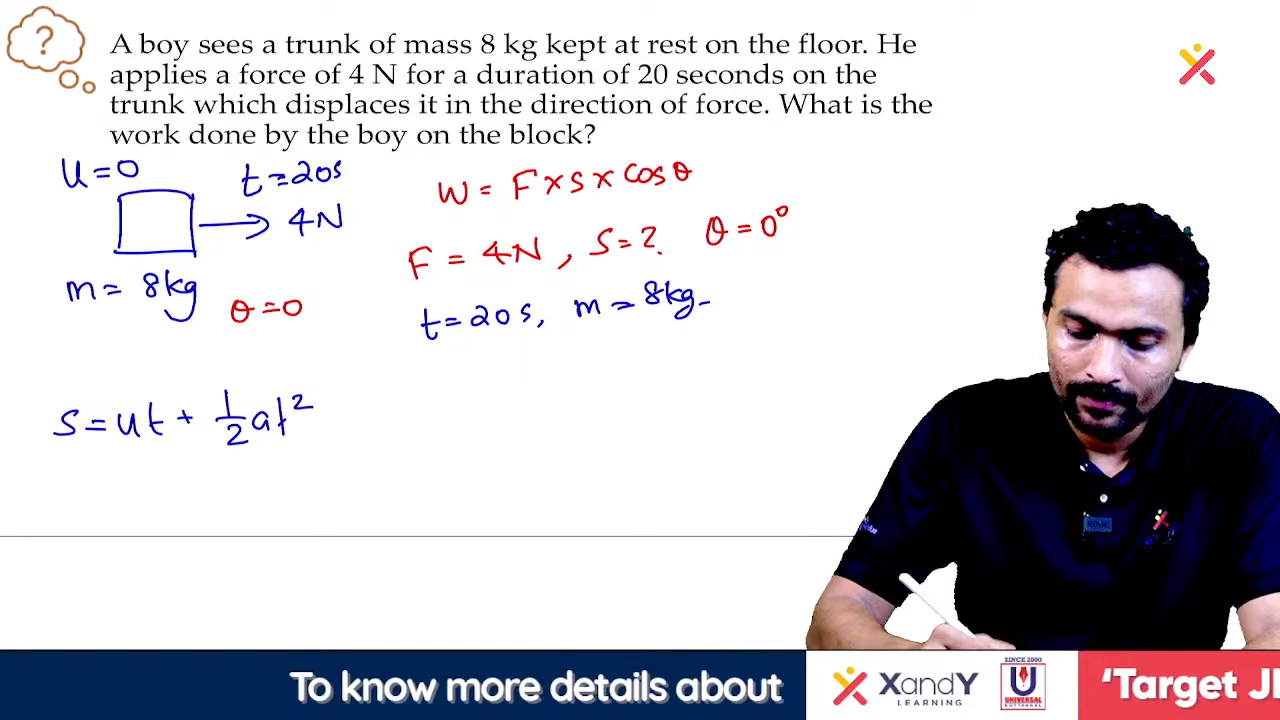 ?
A boy sees a trunk of mass 8 kg kept at rest on the floor. He
applies a force of 4 N for a duration of 20 seconds on the
trunk which displaces it in the direction of force. What is the
work done by the boy on the block?
u = 0
t = 20s
4N
m = 8kg
θ = 0
W = F × s × cos θ
F = 4N , s = ? θ = 0°
t = 20s, m = 8kg
s = ut + 1/2 at²
To know more details about
XandY
LEARNING
SINCE 2000
U
UNIVERSAL
KOTTAKKAL
‘Target JE